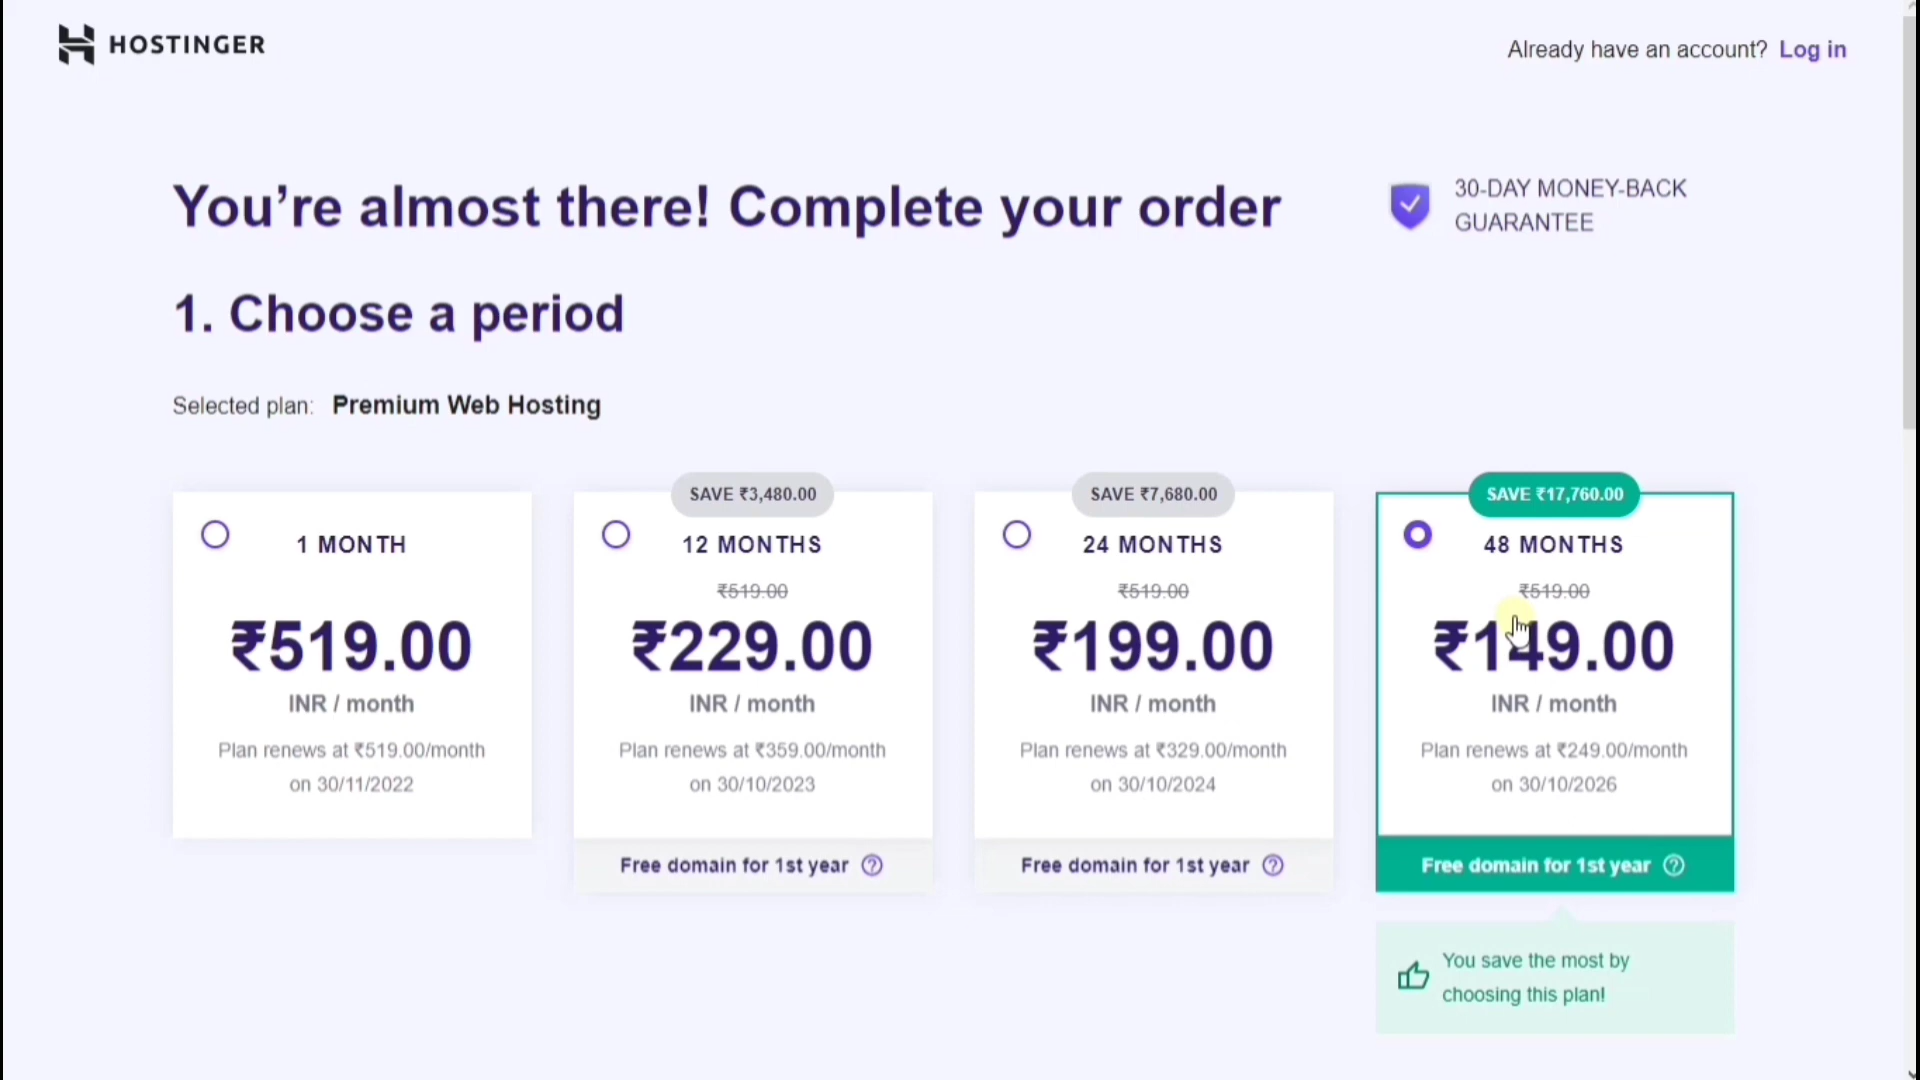 HOSTINGER
Already have an account? Log in
You’re almost there! Complete your order
30-DAY MONEY-BACK
GUARANTEE
1. Choose a period
Selected plan: Premium Web Hosting
1 MONTH
₹519.00
INR / month
Plan renews at ₹519.00/month
on 30/11/2022
SAVE ₹3,480.00
12 MONTHS
₹519.00
₹229.00
INR / month
Plan renews at ₹359.00/month
on 30/10/2023
Free domain for 1st year ?
SAVE ₹7,680.00
24 MONTHS
₹519.00
₹199.00
INR / month
Plan renews at ₹329.00/month
on 30/10/2024
Free domain for 1st year ?
SAVE ₹17,760.00
48 MONTHS
₹519.00
₹149.00
INR / month
Plan renews at ₹249.00/month
on 30/10/2026
Free domain for 1st year ?
You save the most by
choosing this plan!